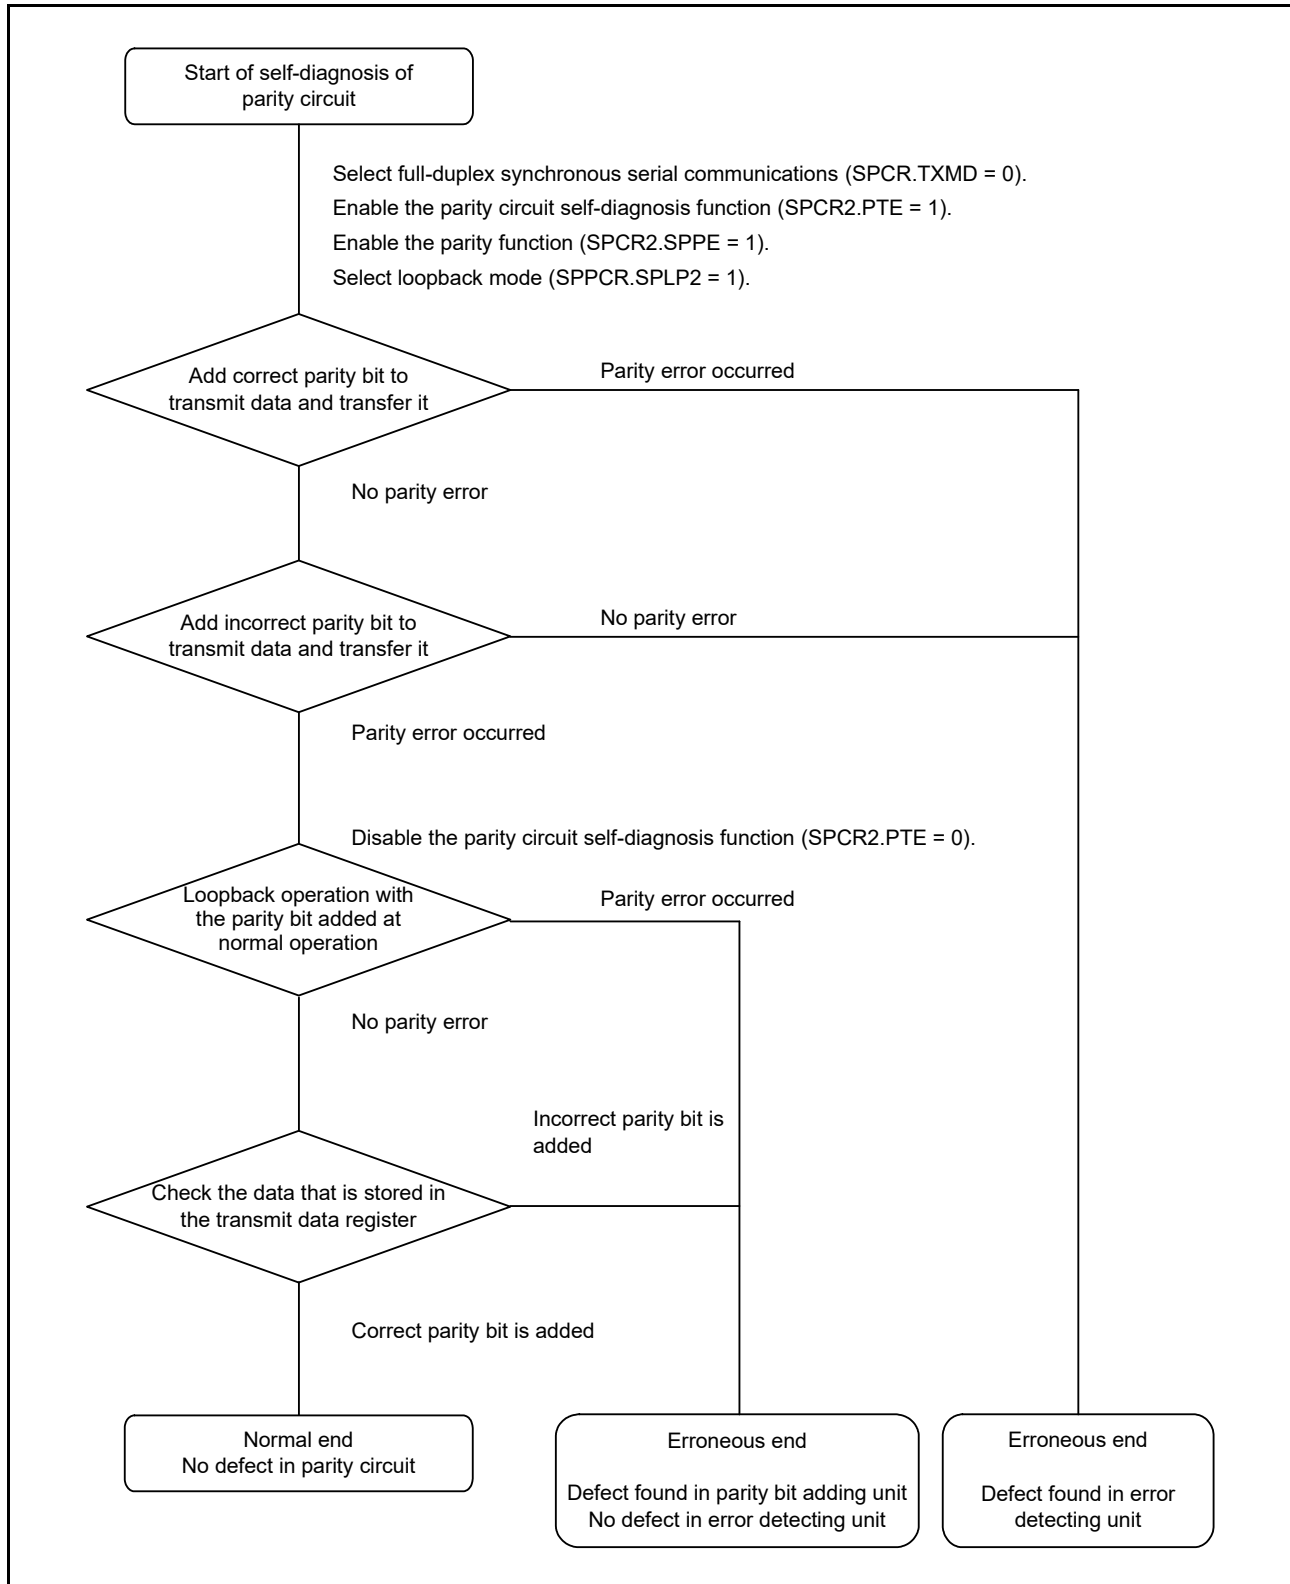 Start of self-diagnosis of
parity circuit
Select full-duplex synchronous serial communications (SPCR.TXMD = 0).
Enable the parity circuit self-diagnosis function (SPCR2.PTE = 1).
Enable the parity function (SPCR2.SPPE = 1).
Select loopback mode (SPPCR.SPLP2 = 1).
Add correct parity bit to
transmit data and transfer it
Parity error occurred
No parity error
Add incorrect parity bit to
transmit data and transfer it
No parity error
Parity error occurred
Disable the parity circuit self-diagnosis function (SPCR2.PTE = 0).
Loopback operation with
the parity bit added at
normal operation
Parity error occurred
No parity error
Incorrect parity bit is
added
Check the data that is stored in
the transmit data register
Correct parity bit is added
Normal end
No defect in parity circuit
Erroneous end
Defect found in parity bit adding unit
No defect in error detecting unit
Erroneous end
Defect found in error
detecting unit